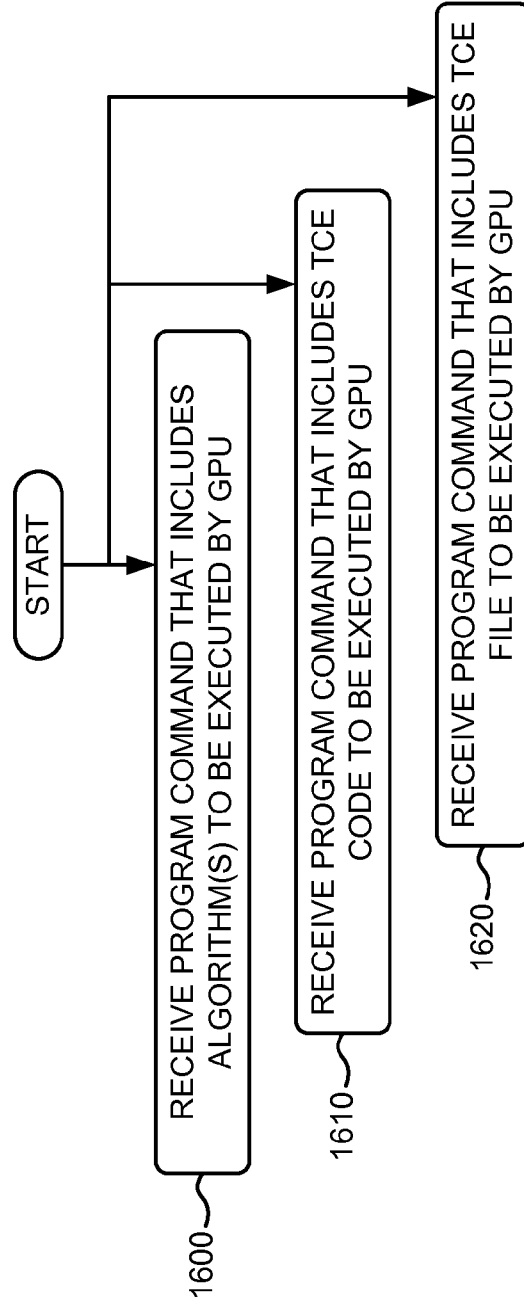 START
RECEIVE PROGRAM COMMAND THAT INCLUDES
ALGORITHM(S) TO BE EXECUTED BY GPU
1600
RECEIVE PROGRAM COMMAND THAT INCLUDES TCE
CODE TO BE EXECUTED BY GPU
1610
RECEIVE PROGRAM COMMAND THAT INCLUDES TCE
FILE TO BE EXECUTED BY GPU
1620